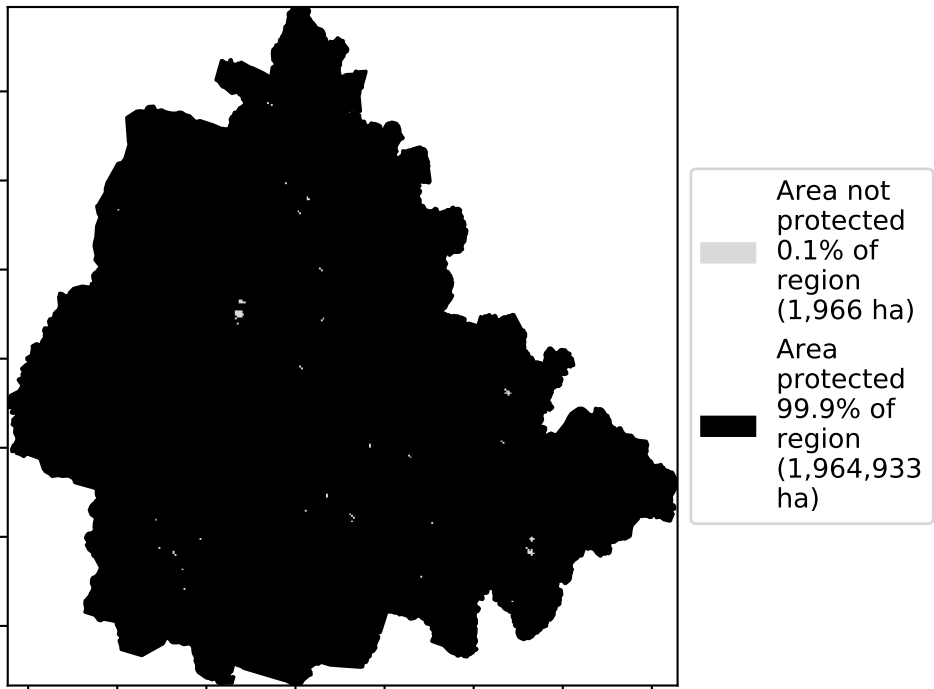 Area not
protected
0.1% of
region
(1,966 ha)
Area
protected
99.9% of
region
(1,964,933
ha)